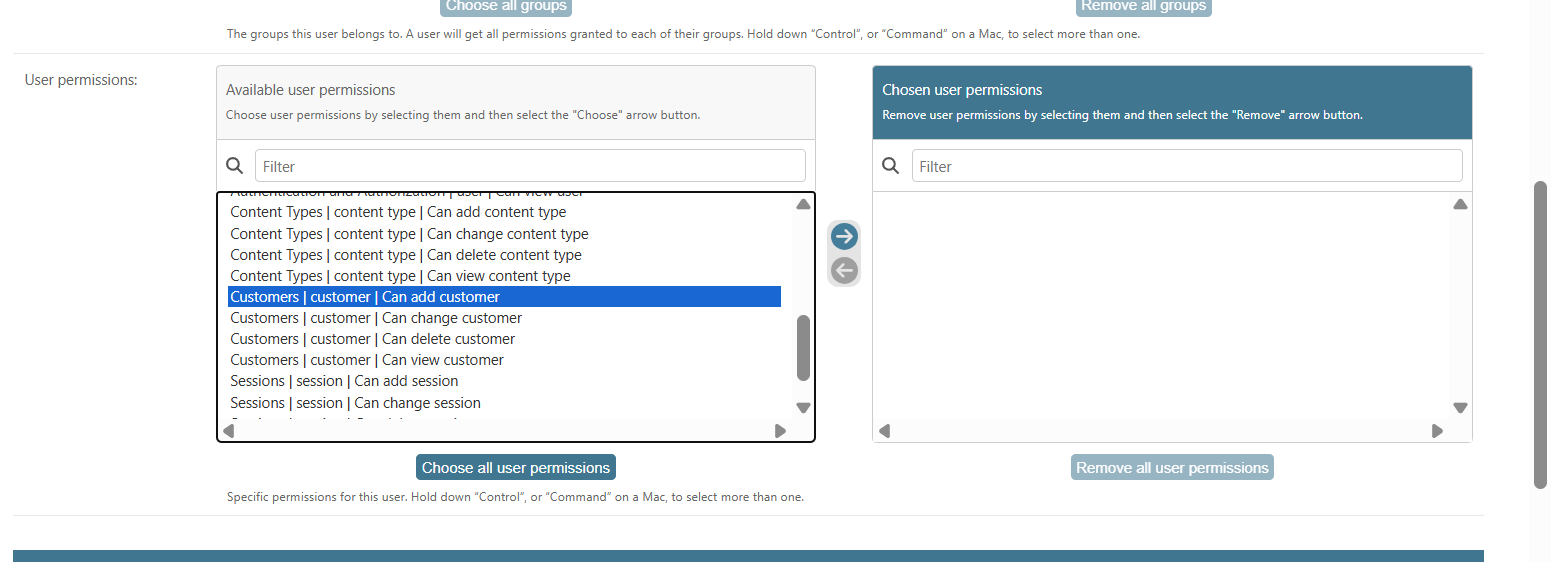 Choose all groups
Remove all groups
The groups this user belongs to. A user will get all permissions granted to each of their groups. Hold down “Control”, or “Command” on a Mac, to select more than one.
User permissions:
Available user permissions
Choose user permissions by selecting them and then select the "Choose" arrow button.
Filter
Authentication and Authorization | user | Can view user
Content Types | content type | Can add content type
Content Types | content type | Can change content type
Content Types | content type | Can delete content type
Content Types | content type | Can view content type
Customers | customer | Can add customer
Customers | customer | Can change customer
Customers | customer | Can delete customer
Customers | customer | Can view customer
Sessions | session | Can add session
Sessions | session | Can change session
Choose all user permissions
Specific permissions for this user. Hold down “Control”, or “Command” on a Mac, to select more than one.
Chosen user permissions
Remove user permissions by selecting them and then select the "Remove" arrow button.
Filter
Remove all user permissions